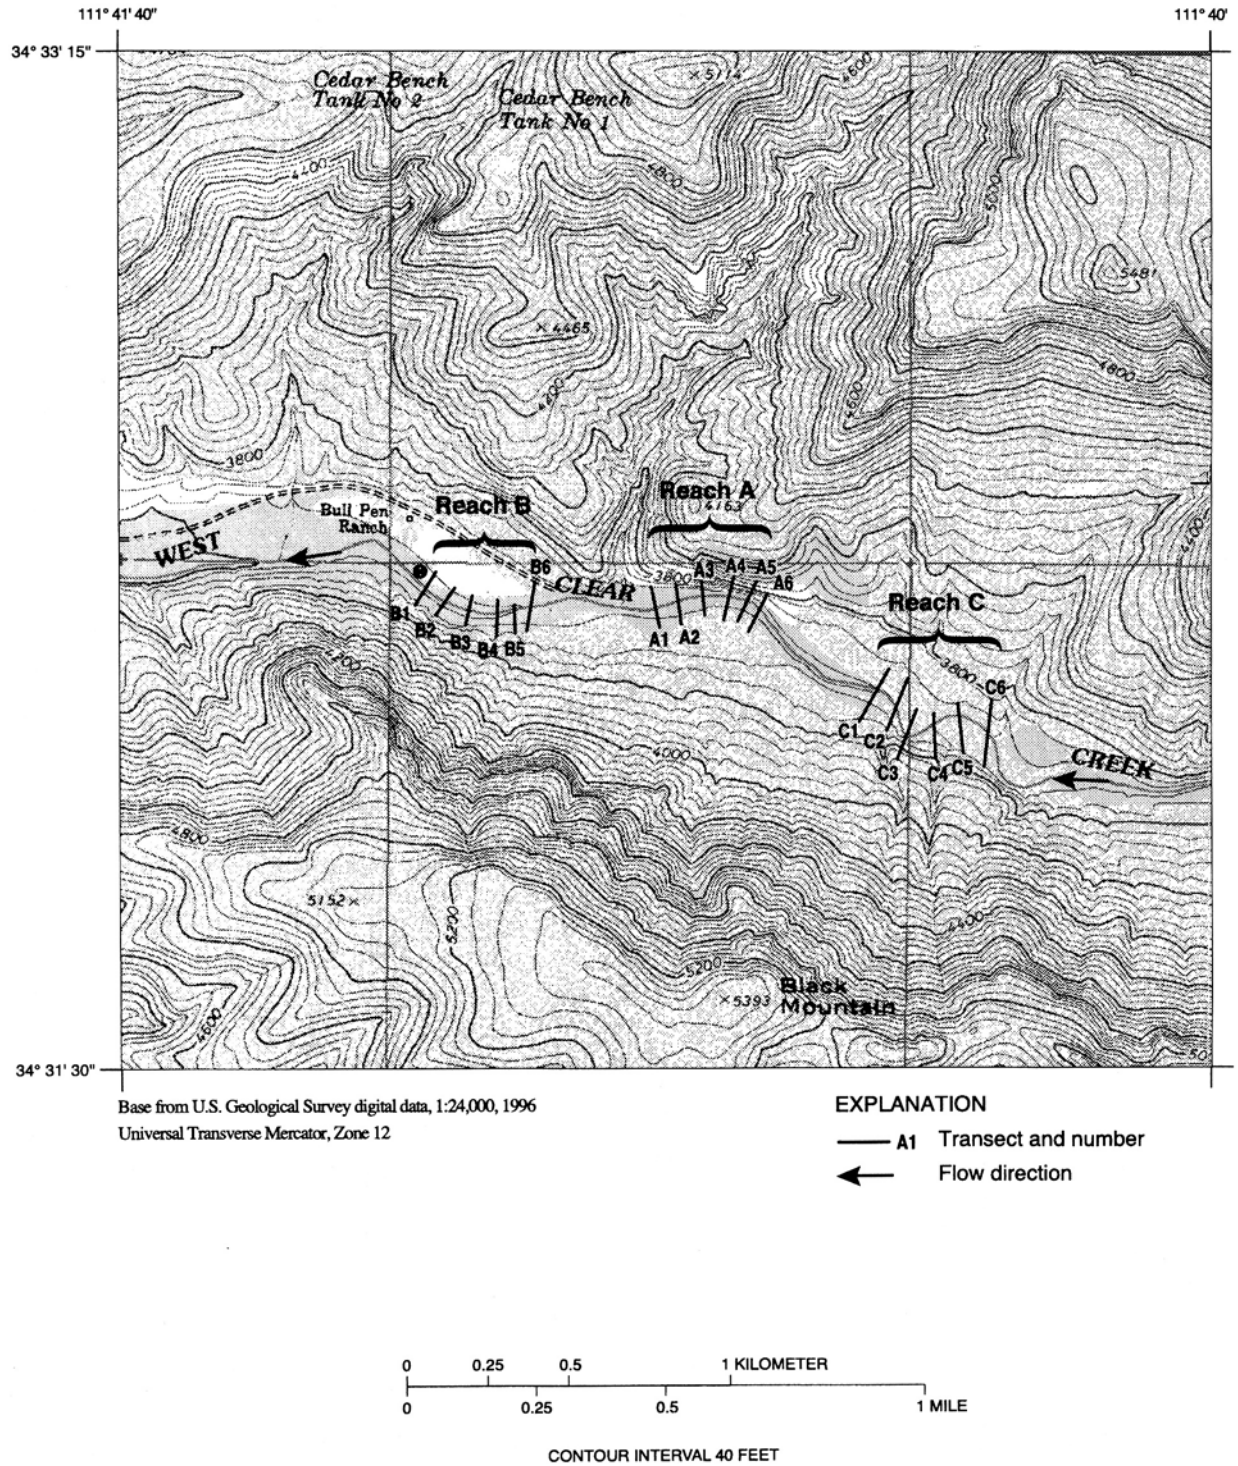 111° 41' 40"
111° 40'
34° 33' 15"
× 5114
4600
Cedar Bench
Tank No 2
Cedar Bench
Tank No 1
4400
4800
5000
5481
× 4465
4800
4200
4600
3800
Reach B
Reach A
4163
Bull Pen
Ranch
4400
WEST
B6
CLEAR
3800
A3
A4
A5
A6
Reach C
B1
B2
B3
B4
B5
A1
A2
3800
C6
4200
C1
C2
4000
C3
C4
C5
CREEK
4800
5152 ×
5200
4400
5200
× 5393
Black
Mountain
4600
34° 31' 30"
Base from U.S. Geological Survey digital data, 1:24,000, 1996
Universal Transverse Mercator, Zone 12
EXPLANATION
A1 Transect and number
Flow direction
0 0.25 0.5 1 KILOMETER
0 0.25 0.5 1 MILE
CONTOUR INTERVAL 40 FEET